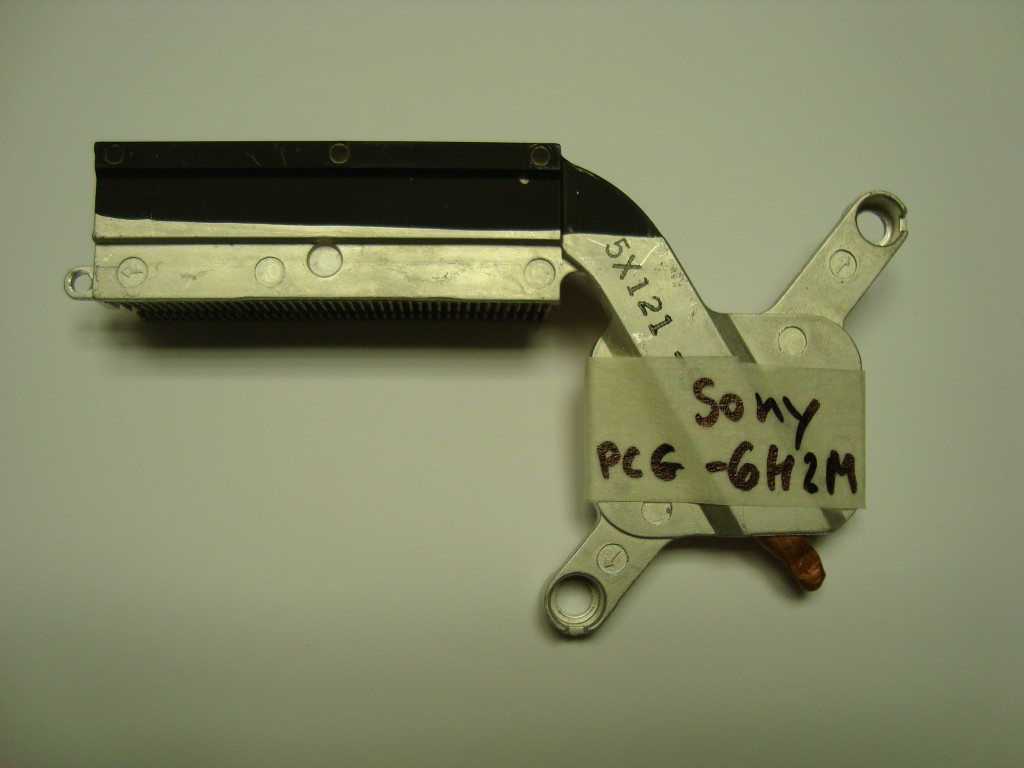 5X121 -
Sony
PCG -6H2M